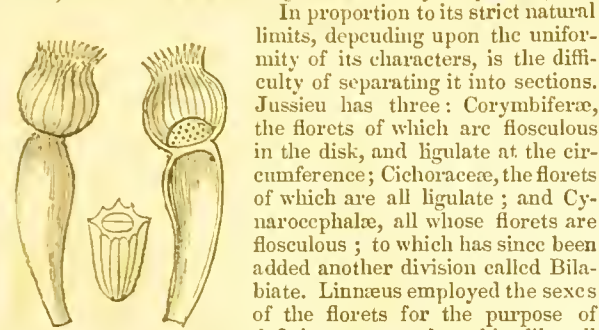 In proportion to its strict natural
limits, depending upon the unifor-
mity of its characters, is the diffi-
culty of separating it into sections.
Jussieu has three : Corymbiferæ,
the florets of which are flosculous
in the disk, and ligulate at the cir-
cumference ; Cichoraceæ, the florets
of which are all ligulate ; and Cy-
narocephalæ, all whose florets are
flosculous ; to which has since been
added another division called Bila-
biate. Linnæus employed the sexes
of the florets for the purpose of